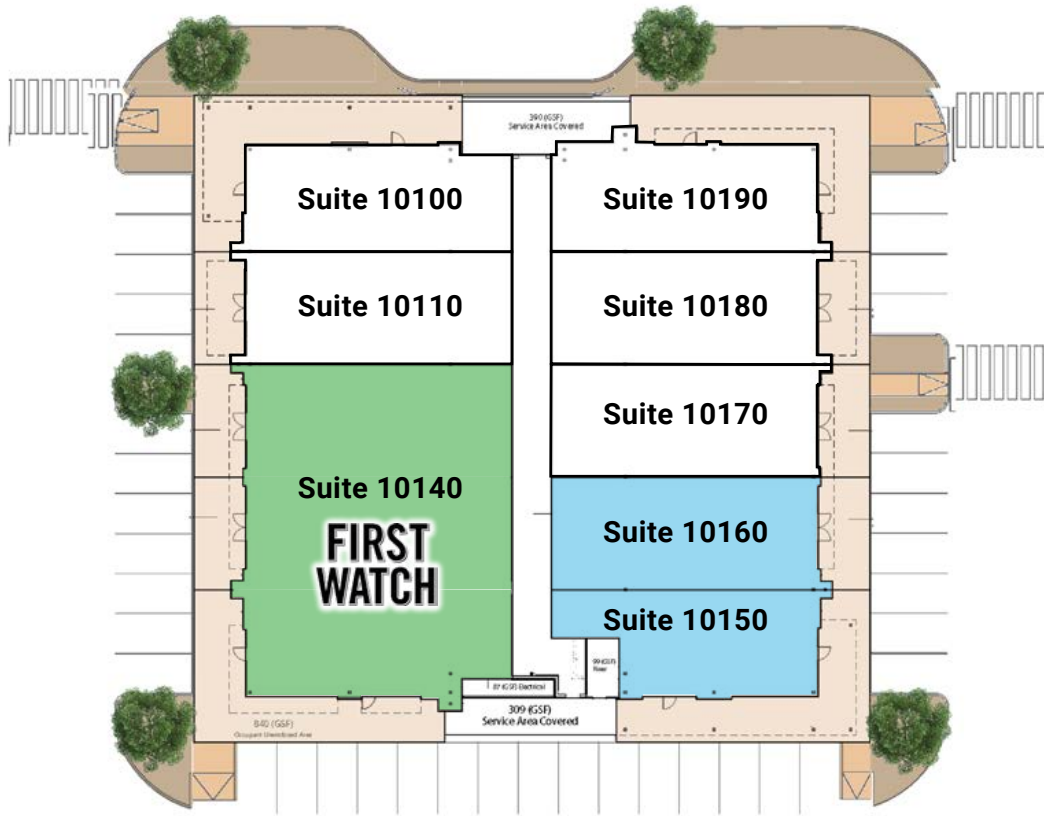 390 (GSF)
Service Area Covered
Suite 10100
Suite 10190
Suite 10110
Suite 10180
Suite 10170
Suite 10140
FIRST
WATCH
Suite 10160
Suite 10150
99 (GSF)
Riser
87 (GSF) Electrical
309 (GSF)
Service Area Covered
840 (GSF)
Occupant Unenclosed Area